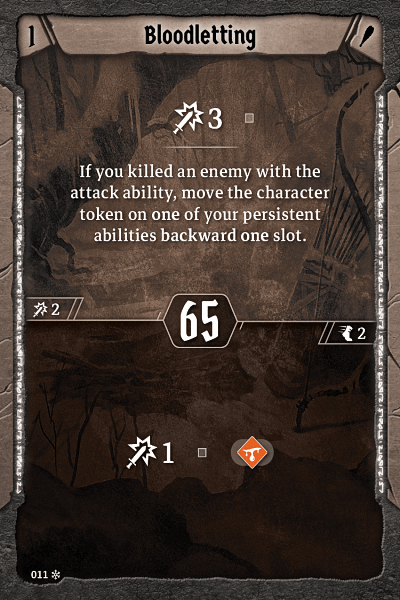 1
Bloodletting
3
If you killed an enemy with the
attack ability, move the character
token on one of your persistent
abilities backward one slot.
2
65
2
1
011